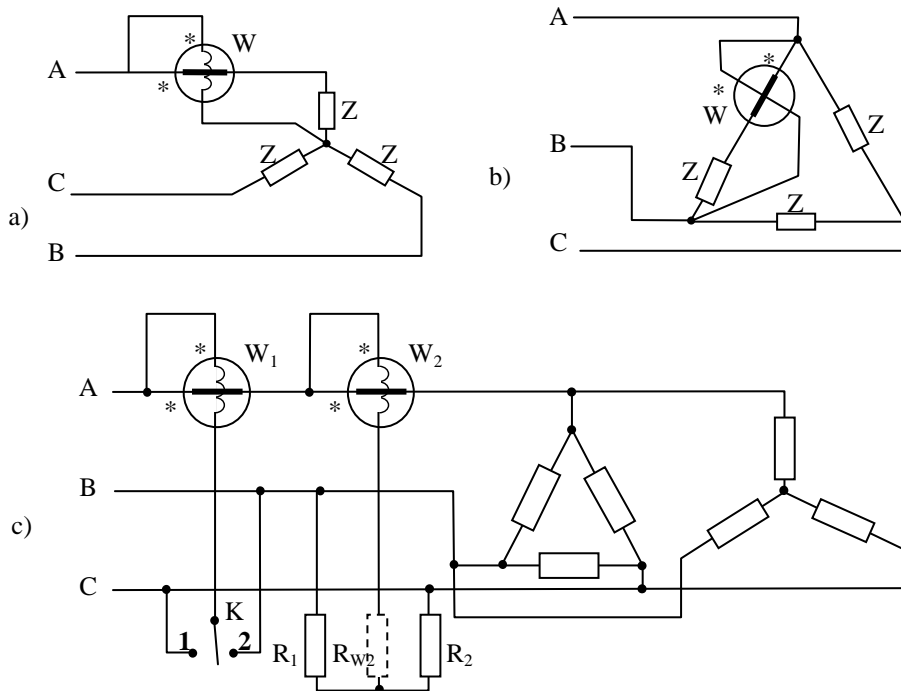 A * W
* Z
C Z Z
a)
B
A
* *
W Z
B
b) Z
Z
C
* W1 * W2
A * *
B
c)
C
K
1 2 R1 RW2 R2